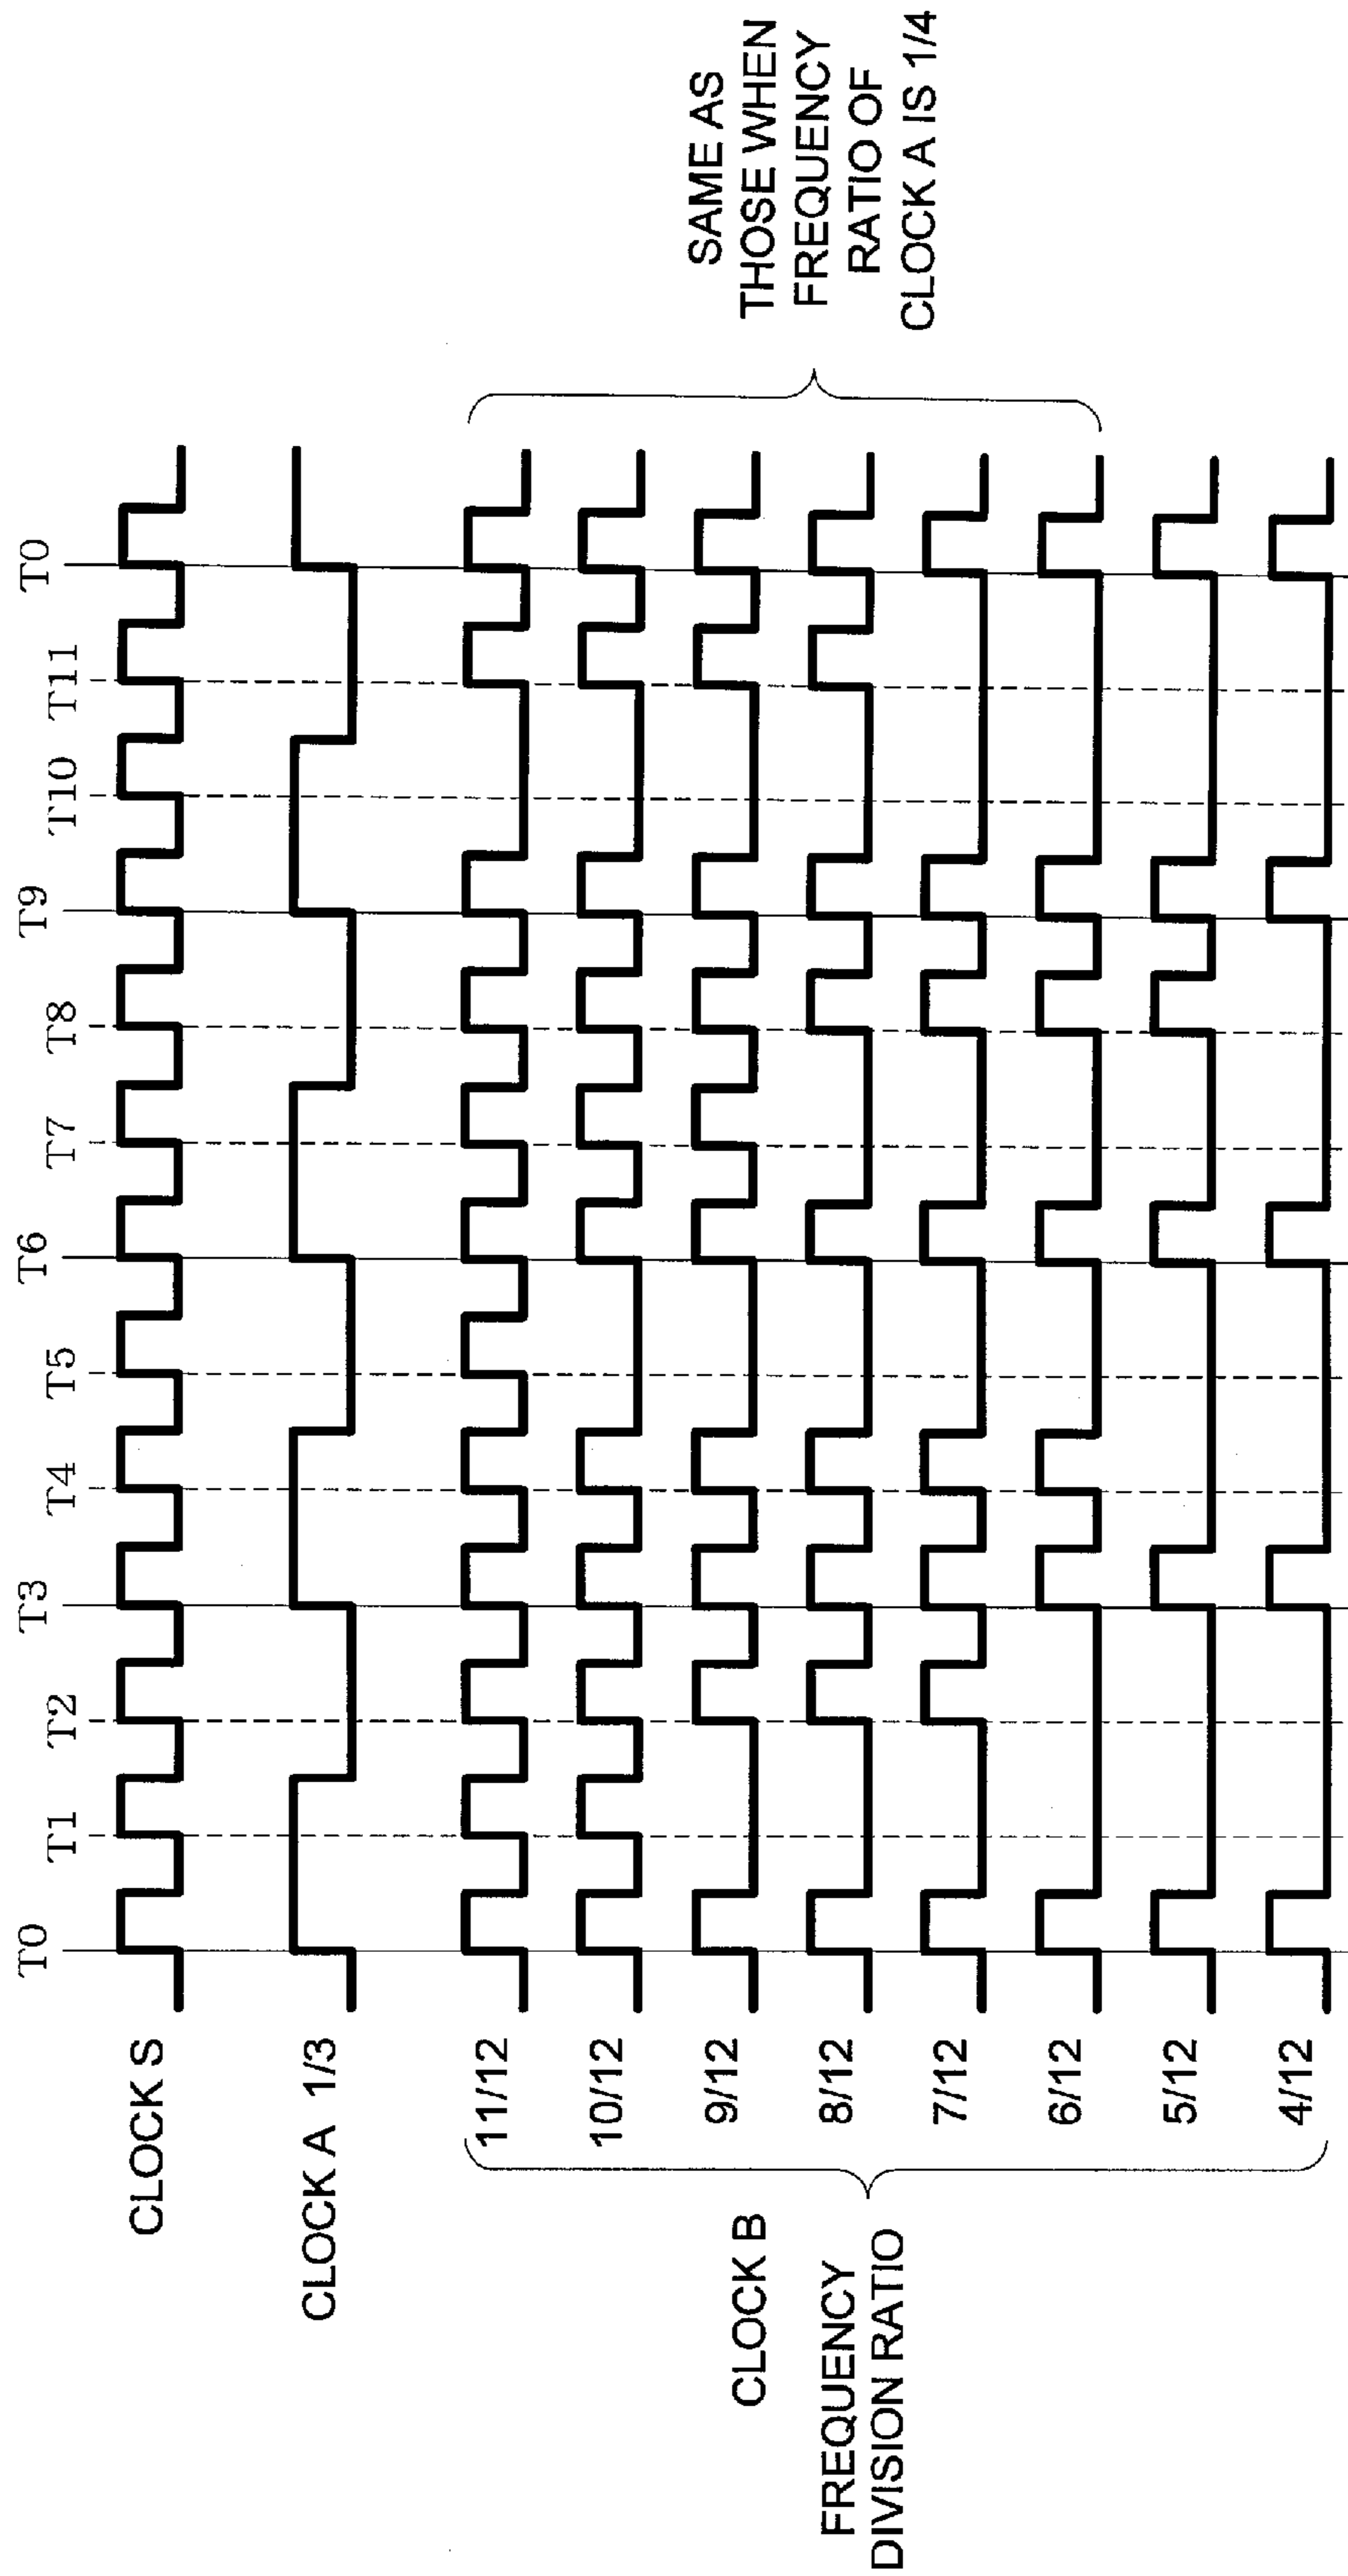 T0 T1 T2 T3 T4 T5 T6 T7 T8 T9 T10 T11 T0
CLOCK S
CLOCK A 1/3
11/12
10/12
9/12
8/12
7/12
6/12
5/12
4/12
CLOCK B
FREQUENCY
DIVISION RATIO
SAME AS
THOSE WHEN
FREQUENCY
RATIO OF
CLOCK A IS 1/4